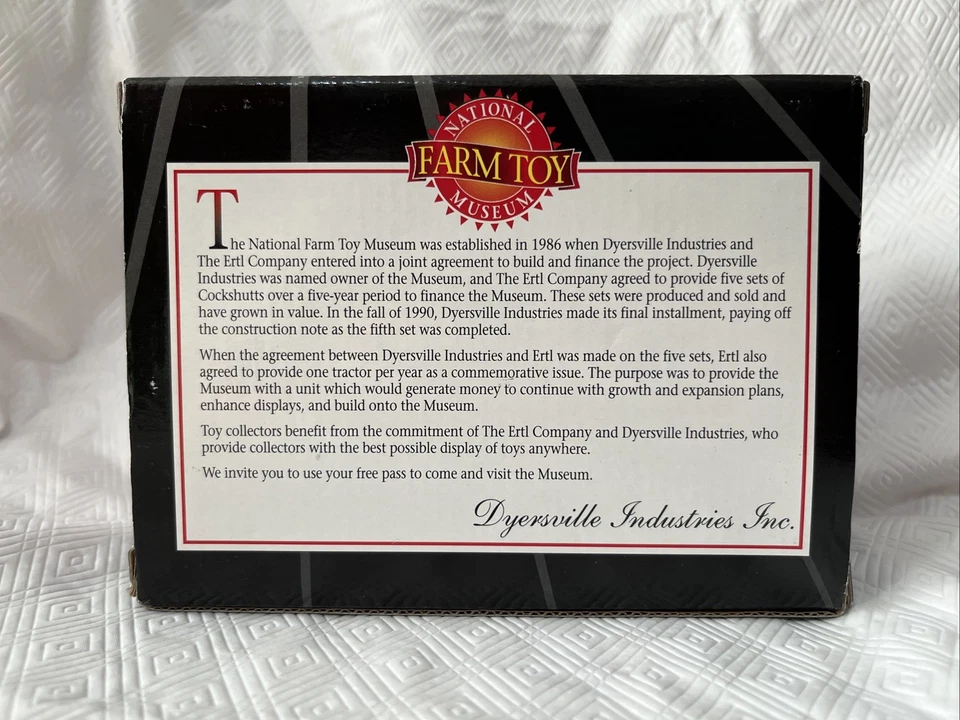 NATIONAL
FARM TOY
MUSEUM
The National Farm Toy Museum was established in 1986 when Dyersville Industries and
The Ertl Company entered into a joint agreement to build and finance the project. Dyersville
Industries was named owner of the Museum, and The Ertl Company agreed to provide five sets of
Cockshutts over a five-year period to finance the Museum. These sets were produced and sold and
have grown in value. In the fall of 1990, Dyersville Industries made its final installment, paying off
the construction note as the fifth set was completed.
When the agreement between Dyersville Industries and Ertl was made on the five sets, Ertl also
agreed to provide one tractor per year as a commemorative issue. The purpose was to provide the
Museum with a unit which would generate money to continue with growth and expansion plans,
enhance displays, and build onto the Museum.
Toy collectors benefit from the commitment of The Ertl Company and Dyersville Industries, who
provide collectors with the best possible display of toys anywhere.
We invite you to use your free pass to come and visit the Museum.
Dyersville Industries Inc.